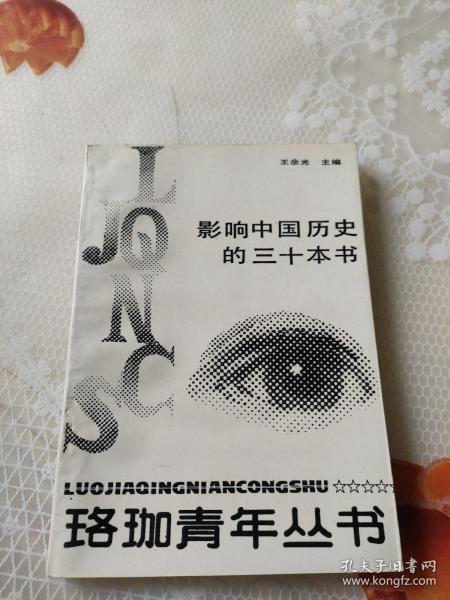 王余光 主编
影响中国历史
的三十本书
L
JQ
N
C
S
LUOJIAQINGNIANCONGSHU ☆☆☆☆☆
珞珈青年丛书
孔夫子旧书网
www.kongfz.com